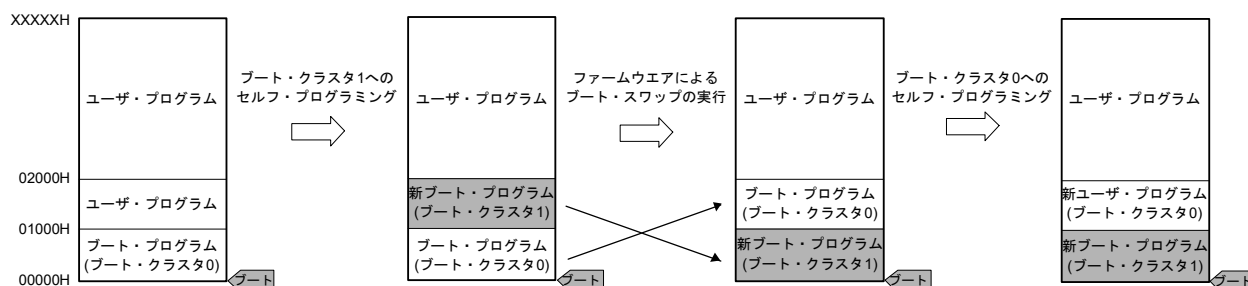 XXXXXH
02000H
01000H
00000H
ユーザ・プログラム
ユーザ・プログラム
ブート・プログラム
(ブート・クラスタ0)
ブート
ブート・クラスタ1への
セルフ・プログラミング
ユーザ・プログラム
新ブート・プログラム
(ブート・クラスタ1)
ブート・プログラム
(ブート・クラスタ0)
ブート
ファームウエアによる
ブート・スワップの実行
ユーザ・プログラム
ブート・プログラム
(ブート・クラスタ0)
新ブート・プログラム
(ブート・クラスタ1)
ブート
ブート・クラスタ0への
セルフ・プログラミング
ユーザ・プログラム
新ユーザ・プログラム
(ブート・クラスタ0)
新ブート・プログラム
(ブート・クラスタ1)
ブート